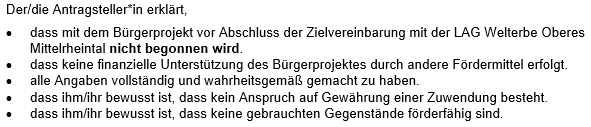 Der/die Antragsteller*in erklärt,
• dass mit dem Bürgerprojekt vor Abschluss der Zielvereinbarung mit der LAG Welterbe Oberes
Mittelrheintal nicht begonnen wird.
• dass keine finanzielle Unterstützung des Bürgerprojektes durch andere Fördermittel erfolgt.
• alle Angaben vollständig und wahrheitsgemäß gemacht zu haben.
• dass ihm/ihr bewusst ist, dass kein Anspruch auf Gewährung einer Zuwendung besteht.
• dass ihm/ihr bewusst ist, dass keine gebrauchten Gegenstände förderfähig sind.